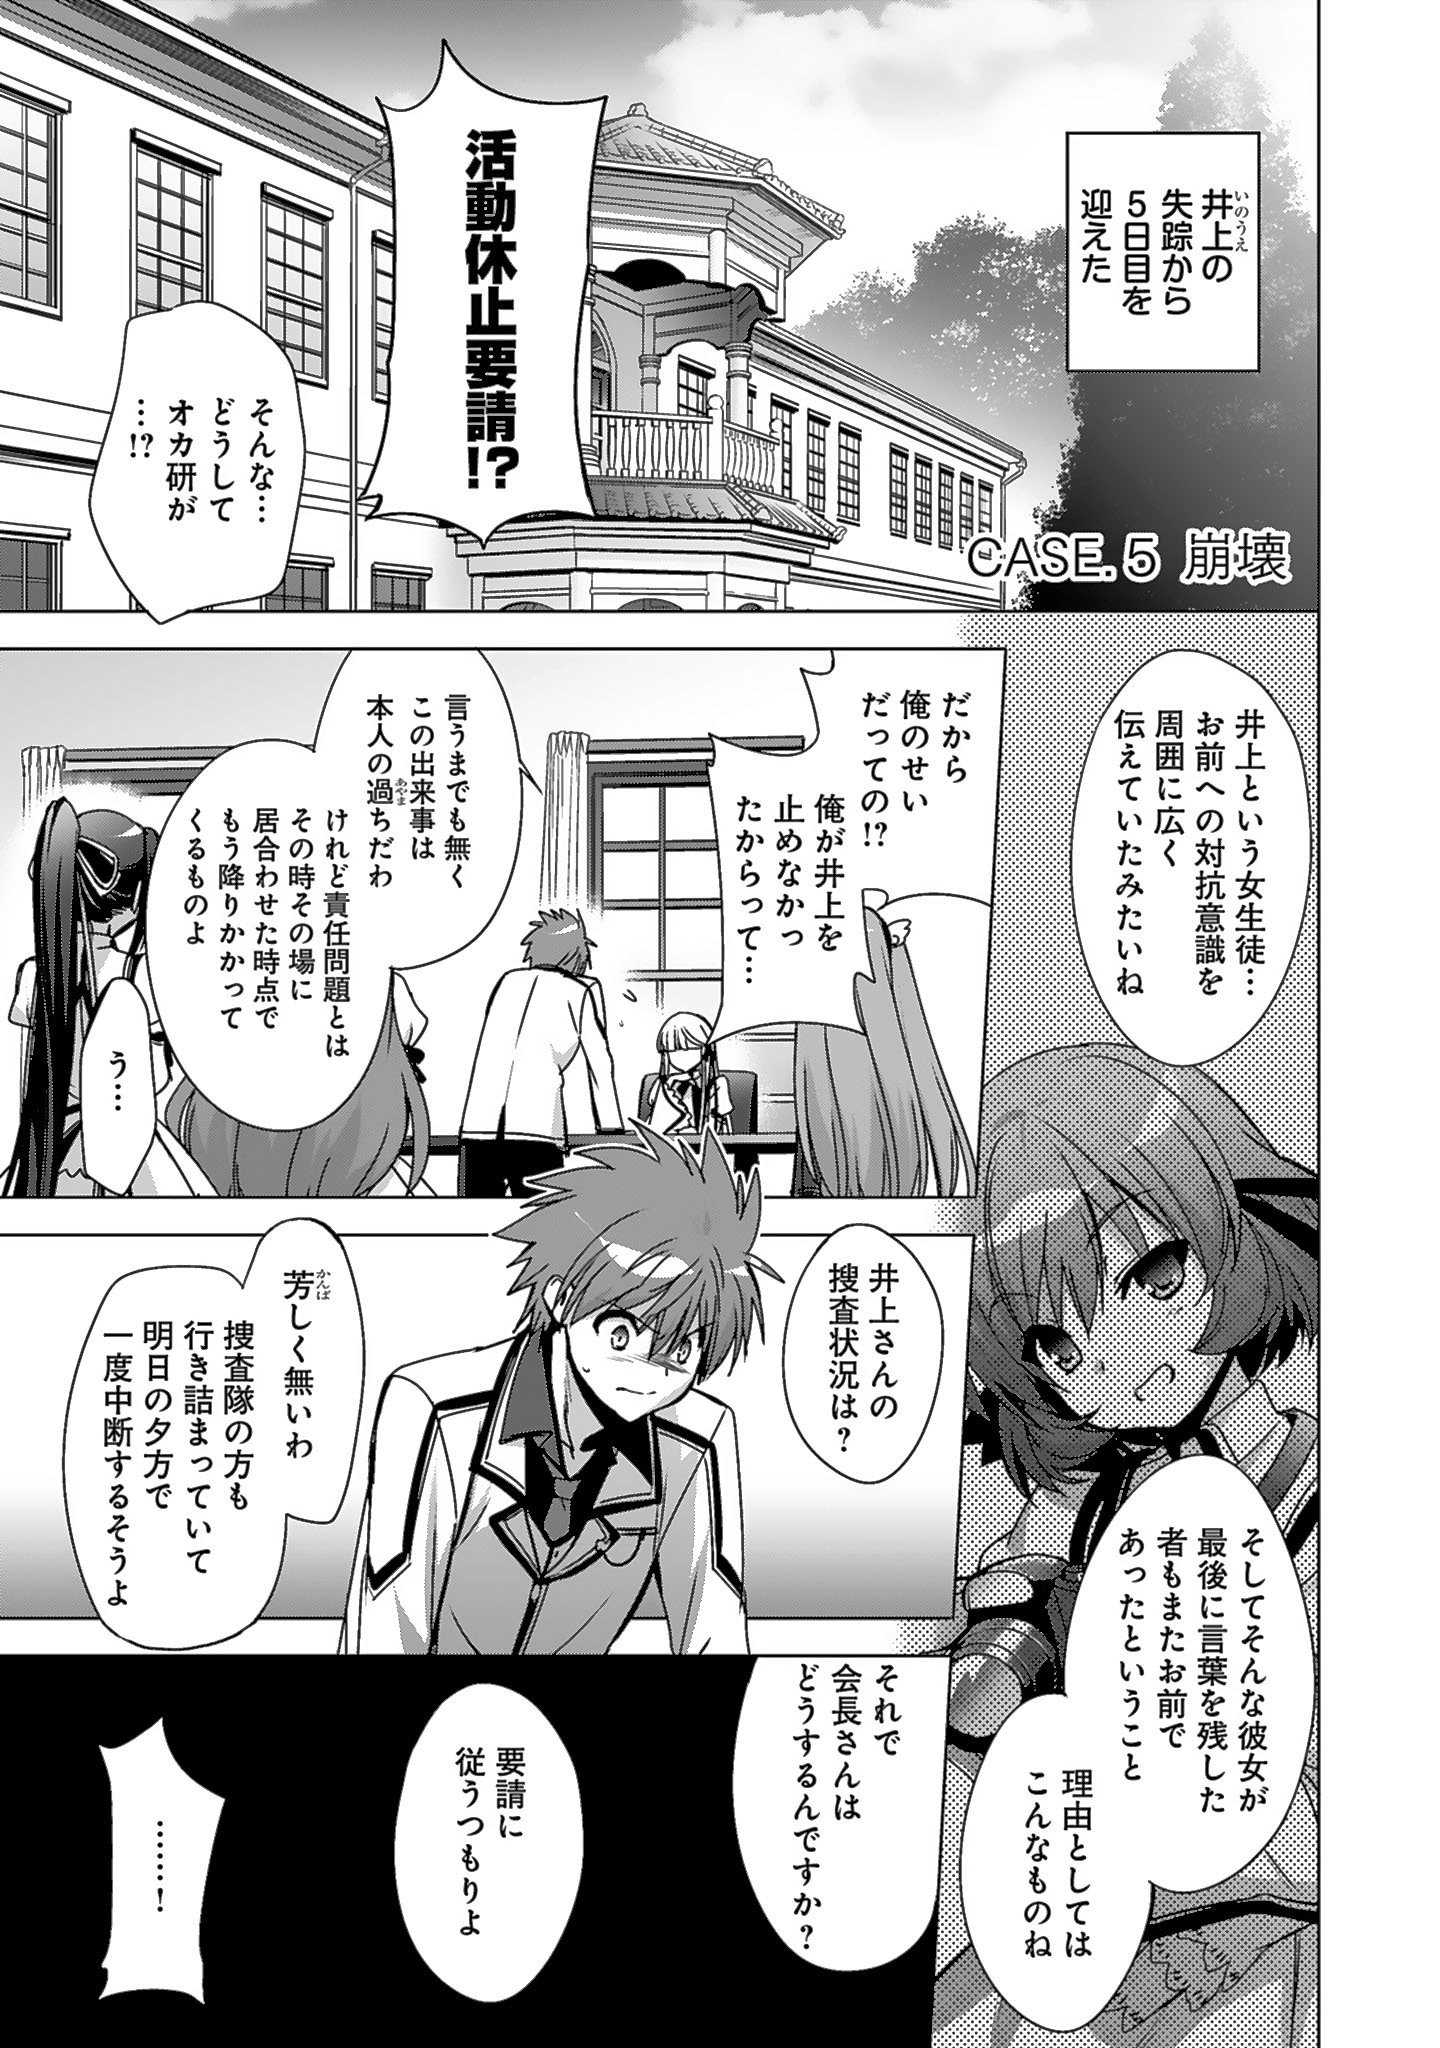 井上の
いのうえ
失踪から
5日目を
迎えた
CASE.5 崩壊
活動休止要請!?
そんな…
どうして
オカ研が
…!?
井上という女生徒…
お前への対抗意識を
周囲に広く
伝えていたみたいね
そしてそんな彼女が
最後に言葉を残した
者もまたお前で
あったということ
理由としては
こんなものね
だから
俺のせい
だっての!?
俺が井上を
止めなかっ
たからって…
言うまでも無く
この出来事は
本人の過ちだわ
あやま
けれど責任問題とは
その時その場に
居合わせた時点で
もう降りかかって
くるものよ
う…
井上さんの
捜査状況は?
芳しく無いわ
かんば
捜査隊の方も
行き詰まっていて
明日の夕方で
一度中断するそうよ
それで
会長さんは
どうするんですか?
要請に
従うつもりよ
……!